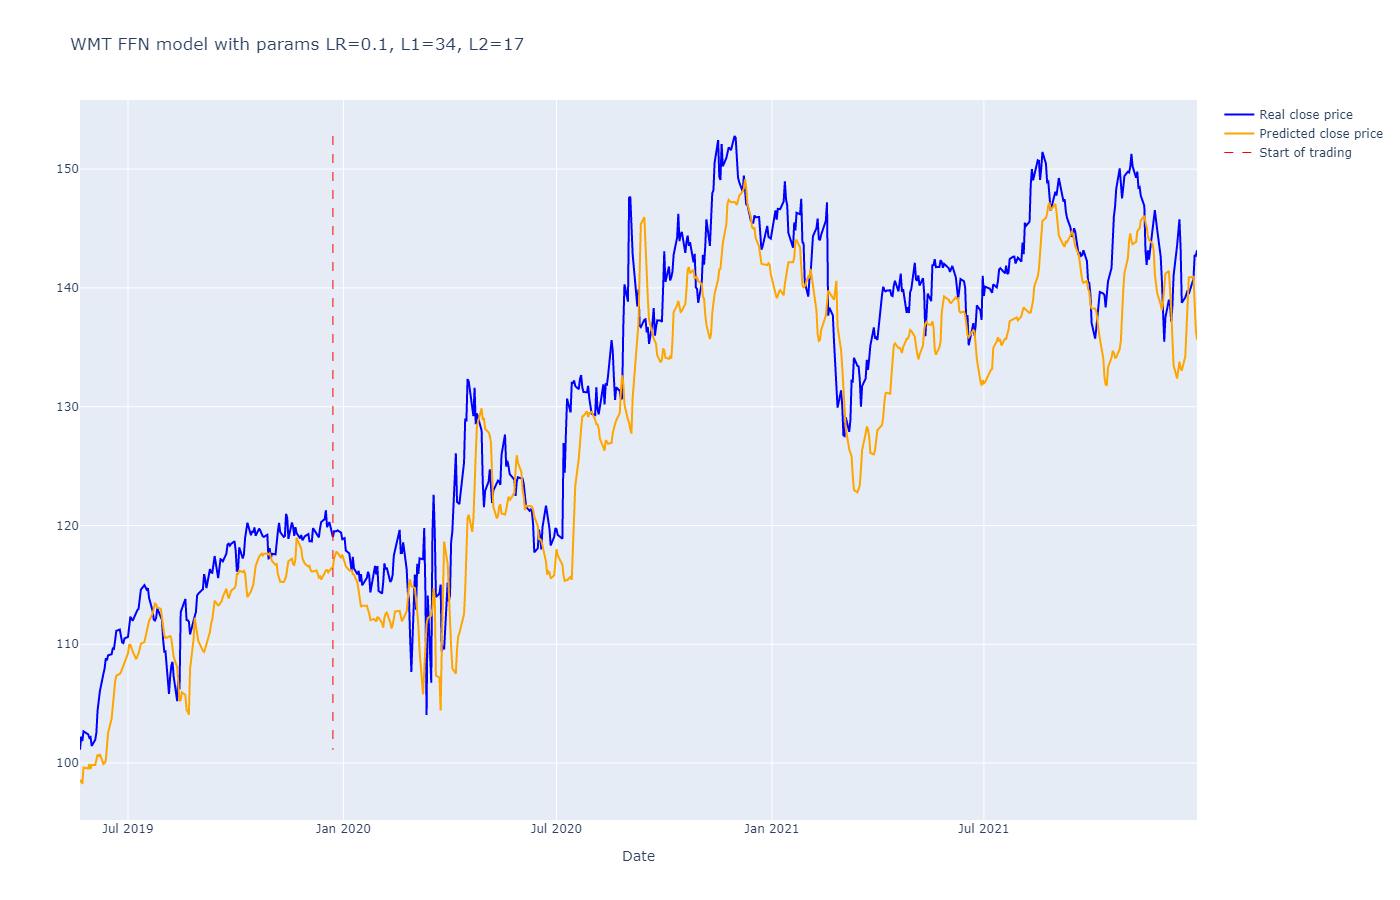 WMT FFN model with params LR=0.1, L1=34, L2=17
Real close price
Predicted close price
Start of trading
150
140
130
120
110
100
Jul 2019
Jan 2020
Jul 2020
Jan 2021
Jul 2021
Date